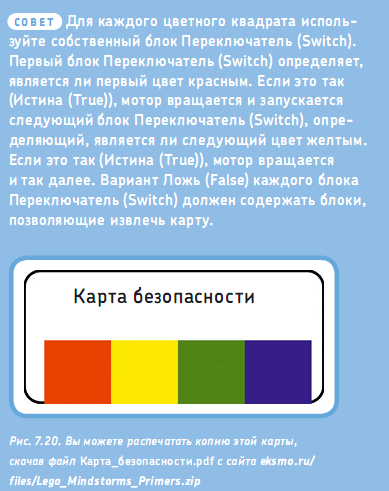 СОВЕТ Для каждого цветного квадрата исполь-
зуйте собственный блок Переключатель (Switch).
Первый блок Переключатель (Switch) определяет,
является ли первый цвет красным. Если это так
(Истина (True)), мотор вращается и запускается
следующий блок Переключатель (Switch), опре-
деляющий, является ли следующий цвет желтым.
Если это так (Истина (True)), мотор вращается
и так далее. Вариант Ложь (False) каждого блока
Переключатель (Switch) должен содержать блоки,
позволяющие извлечь карту.
Карта безопасности
Рис. 7.20. Вы можете распечатать копию этой карты,
скачав файл Карта_безопасности.pdf с сайта eksmo.ru/
files/Lego_Mindstorms_Primers.zip